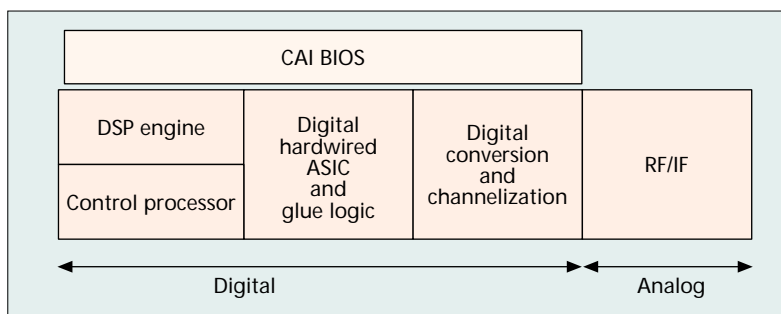 CAI BIOS
DSP engine
Control processor
Digital
hardwired
ASIC
and
glue logic
Digital
conversion
and
channelization
RF/IF
Digital
Analog